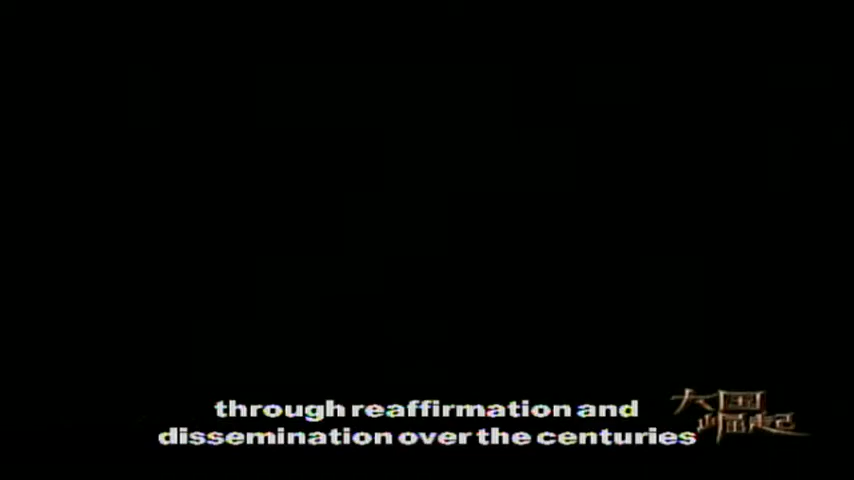 through reaffirmation and
dissemination over the centuries
大国
崛起